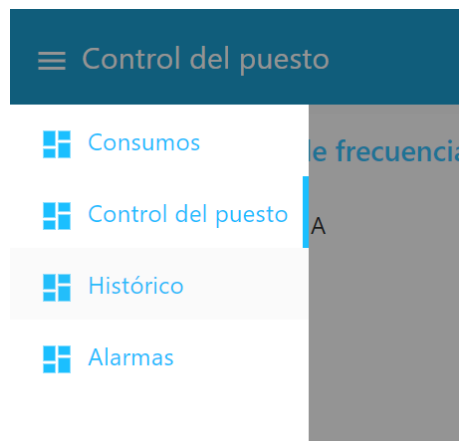 Control del puesto
Consumos
le frecuencia
Control del puesto
A
Histórico
Alarmas